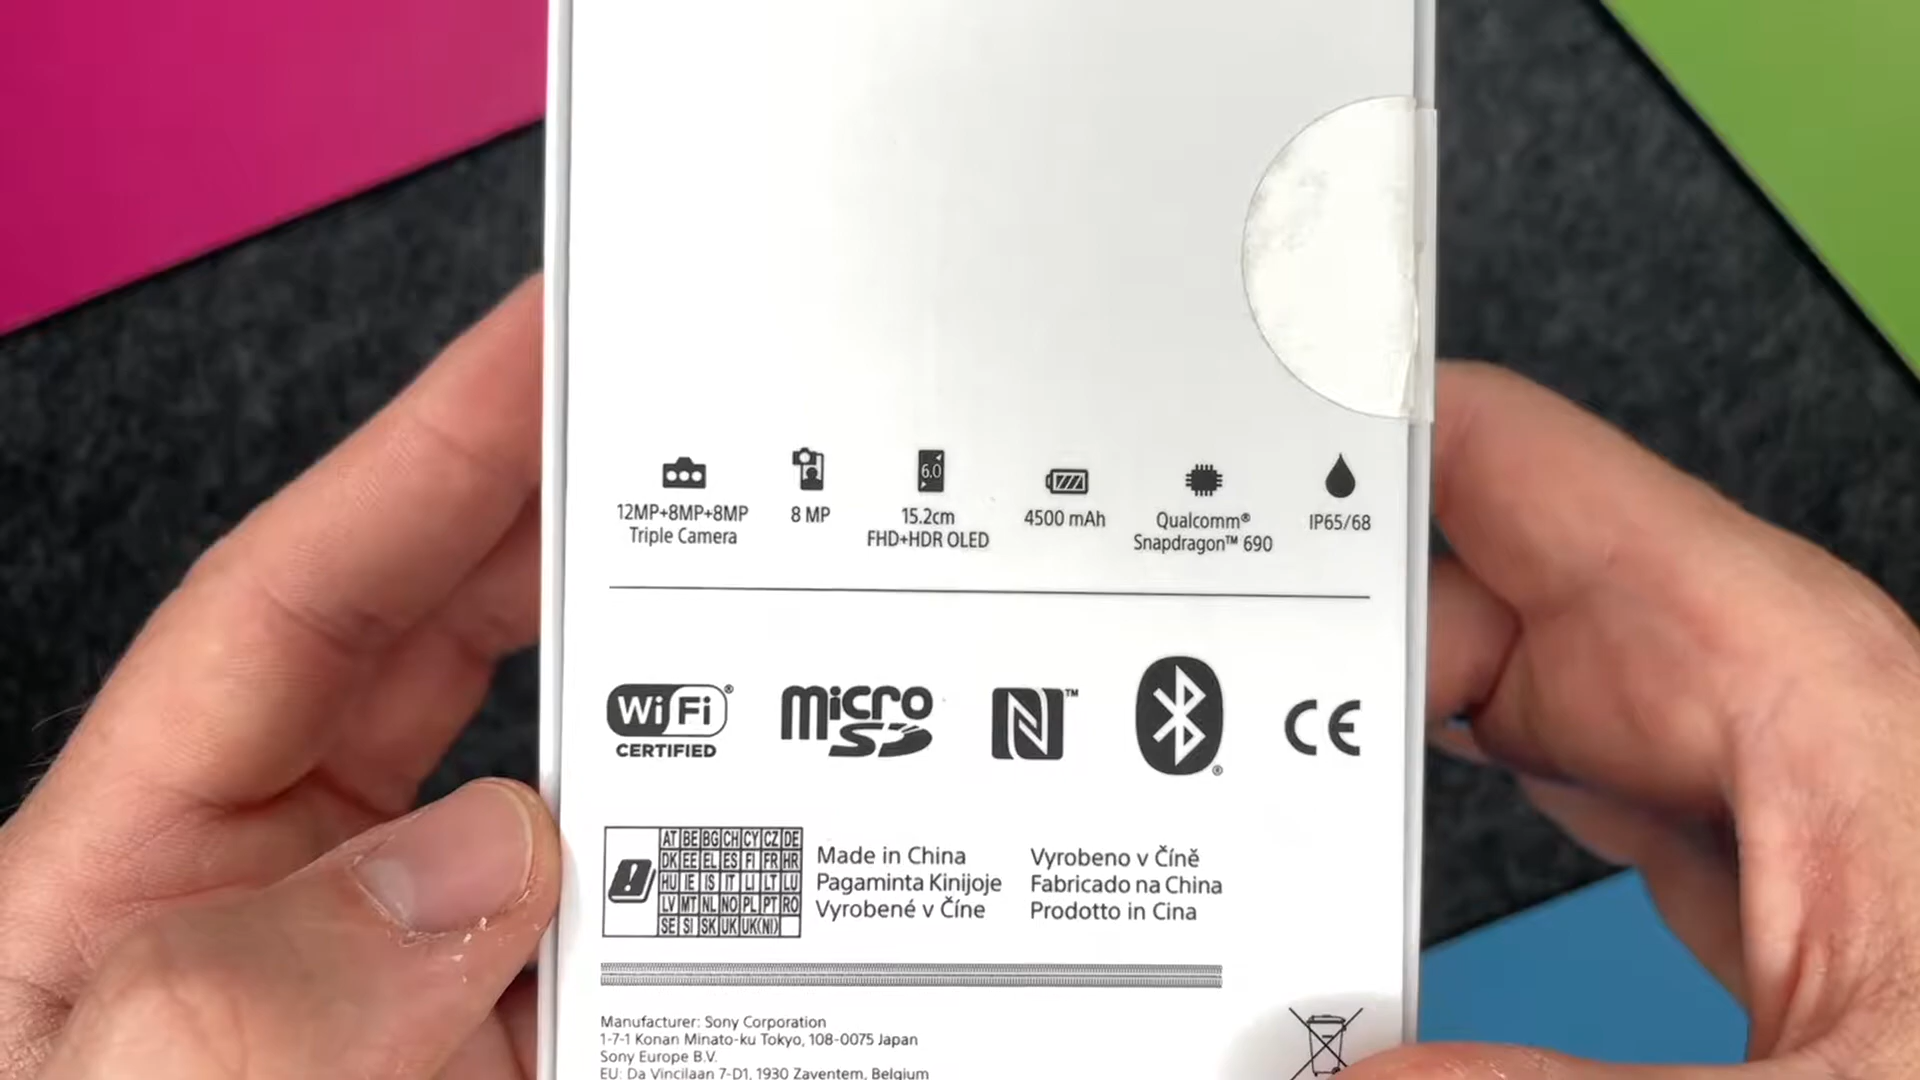 12MP+8MP+8MP
Triple Camera
8 MP
6.0
15.2cm
FHD+HDR OLED
4500 mAh
Qualcomm®
Snapdragon™ 690
IP65/68
WiFi®
CERTIFIED
micro
SD
N™
®
CE
AT BE BG CH CY CZ DE
DK EE EL ES FI FR HR
HU IE IS IT LI LT LU
LV MT NL NO PL PT RO
SE SI SK UK UK(NI)
Made in China
Pagaminta Kinijoje
Vyrobené v Číne
Vyrobeno v Číně
Fabricado na China
Prodotto in Cina
Manufacturer: Sony Corporation
1-7-1 Konan Minato-ku Tokyo, 108-0075 Japan
Sony Europe B.V.
EU: Da Vincilaan 7-D1, 1930 Zaventem, Belgium